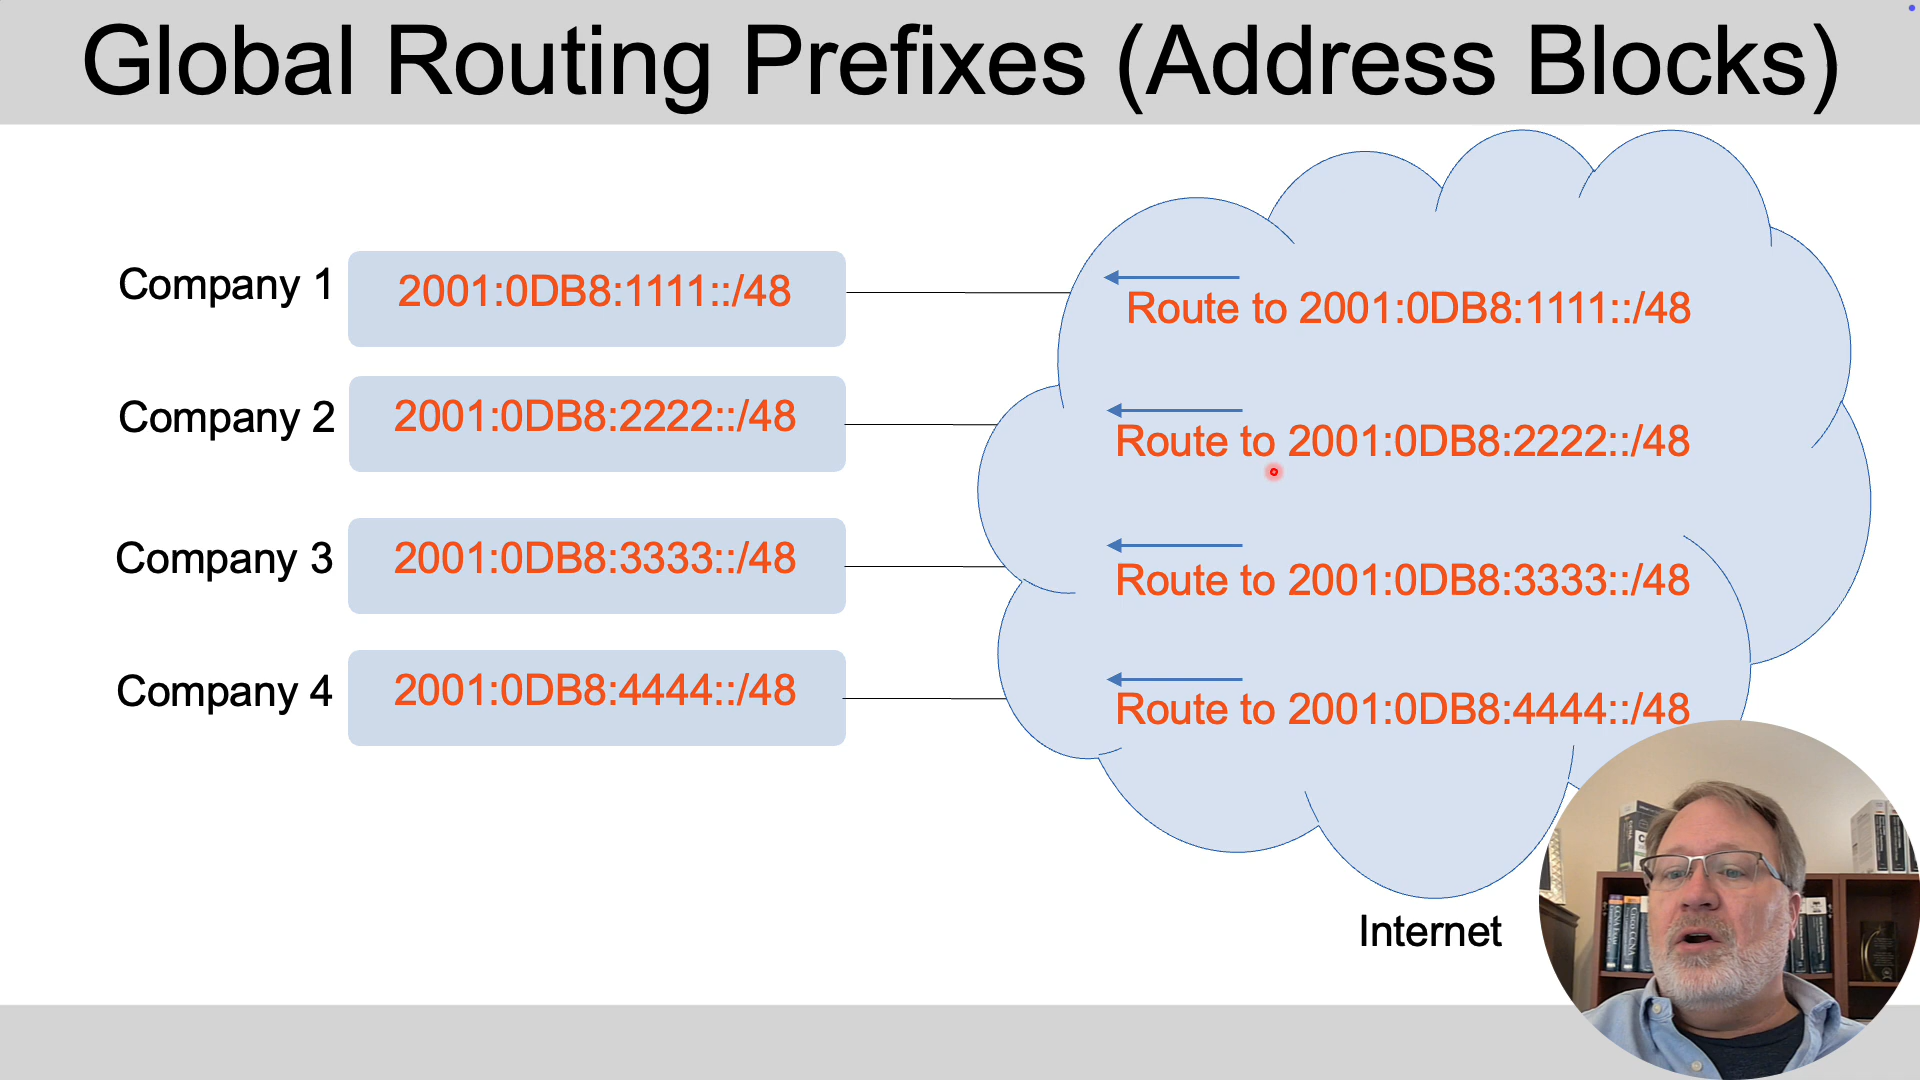 Global Routing Prefixes (Address Blocks)
Company 1
2001:0DB8:1111::/48
Route to 2001:0DB8:1111::/48
Company 2
2001:0DB8:2222::/48
Route to 2001:0DB8:2222::/48
Company 3
2001:0DB8:3333::/48
Route to 2001:0DB8:3333::/48
Company 4
2001:0DB8:4444::/48
Route to 2001:0DB8:4444::/48
Internet